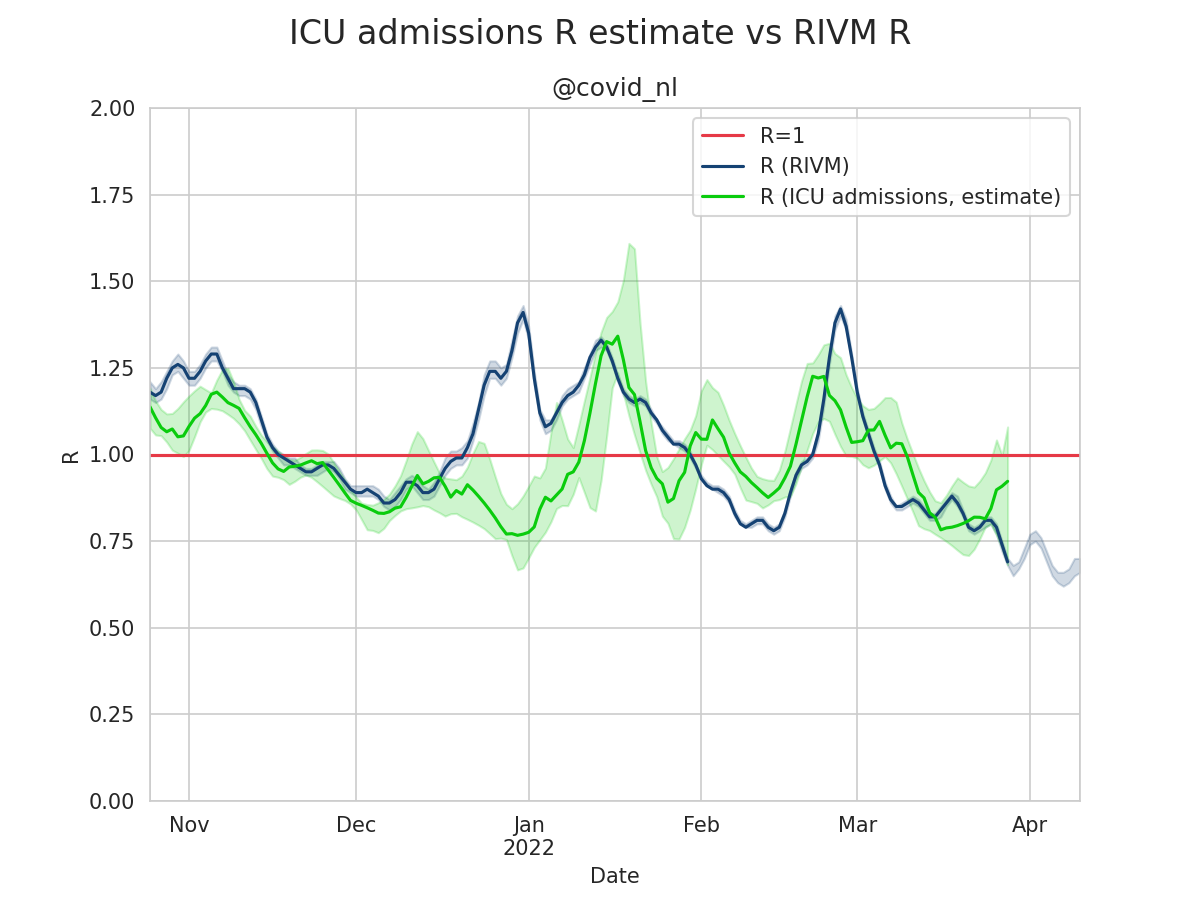 ICU admissions R estimate vs RIVM R
@covid_nl
2.00
1.75
1.50
1.25
1.00
0.75
0.50
0.25
0.00
R
R=1
R (RIVM)
R (ICU admissions, estimate)
Nov
Dec
Jan
2022
Feb
Mar
Apr
Date